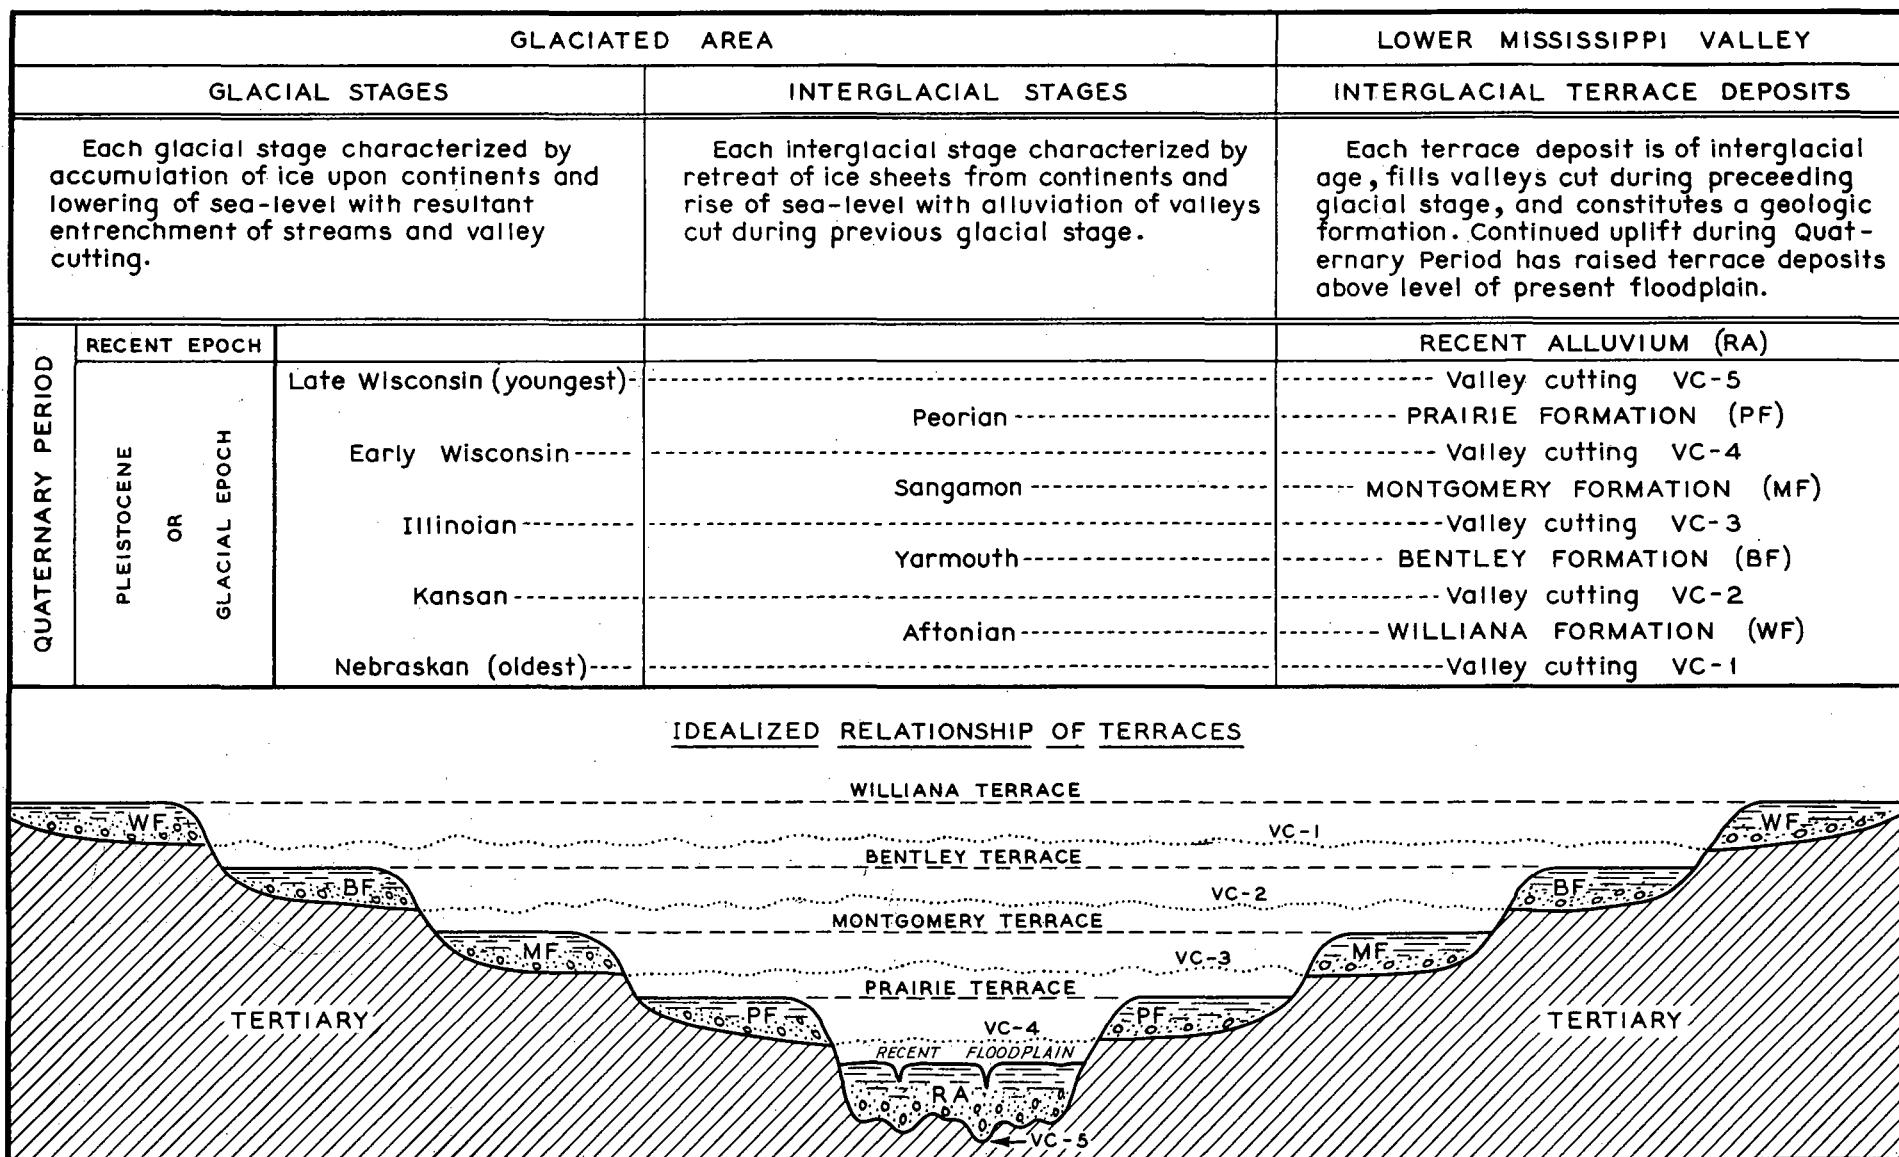 GLACIATED AREA
LOWER MISSISSIPPI VALLEY
GLACIAL STAGES
INTERGLACIAL STAGES
INTERGLACIAL TERRACE DEPOSITS
Each glacial stage characterized by
accumulation of ice upon continents and
lowering of sea-level with resultant
entrenchment of streams and valley
cutting.
Each interglacial stage characterized by
retreat of ice sheets from continents and
rise of sea-level with alluviation of valleys
cut during previous glacial stage.
Each terrace deposit is of interglacial
age, fills valleys cut during preceeding
glacial stage, and constitutes a geologic
formation. Continued uplift during Quat-
ernary Period has raised terrace deposits
above level of present floodplain.
QUATERNARY PERIOD
RECENT EPOCH
RECENT ALLUVIUM (RA)
PLEISTOCENE
OR
GLACIAL EPOCH
Late Wisconsin (youngest)
Valley cutting VC-5
Peorian
PRAIRIE FORMATION (PF)
Early Wisconsin
Valley cutting VC-4
Sangamon
MONTGOMERY FORMATION (MF)
Illinoian
Valley cutting VC-3
Yarmouth
BENTLEY FORMATION (BF)
Kansan
Valley cutting VC-2
Aftonian
WILLIANA FORMATION (WF)
Nebraskan (oldest)
Valley cutting VC-1
IDEALIZED RELATIONSHIP OF TERRACES
WILLIANA TERRACE
WF
WF
VC-1
BENTLEY TERRACE
BF
BF
VC-2
MONTGOMERY TERRACE
MF
MF
VC-3
PRAIRIE TERRACE
PF
PF
VC-4
TERTIARY
TERTIARY
RECENT FLOODPLAIN
RA
VC-5